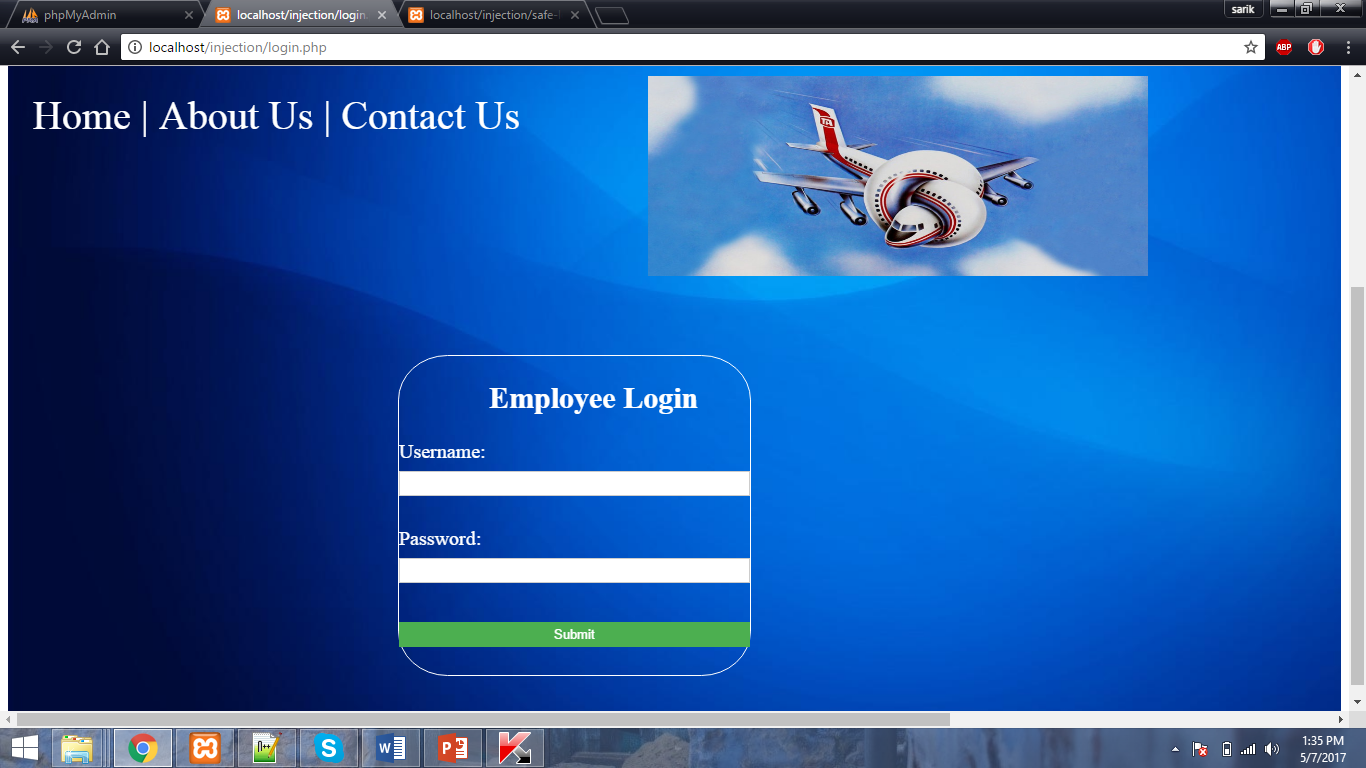 phpMyAdmin
localhost/injection/login.
localhost/injection/safe-
sarik
localhost/injection/login.php
ABP
Home | About Us | Contact Us
Employee Login
Username:
Password:
Submit
1:35 PM
5/7/2017